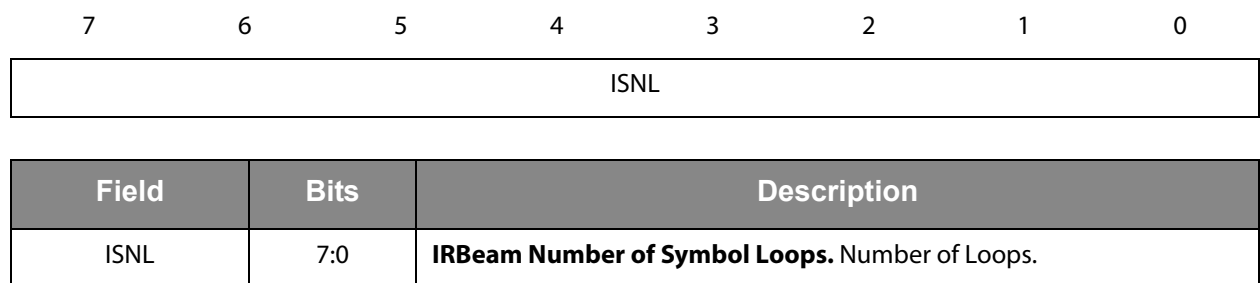 7 6 5 4 3 2 1 0
ISNL
Field Bits Description
ISNL 7:0 IRBeam Number of Symbol Loops. Number of Loops.